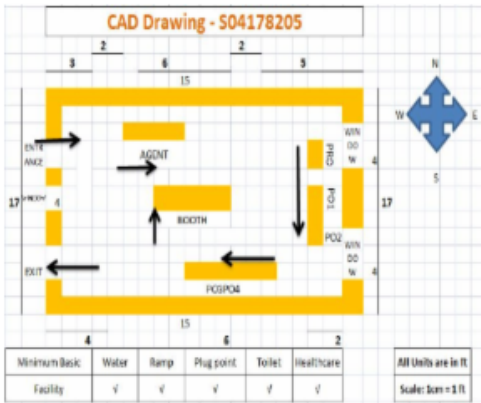 CAD Drawing - S04178205
2 2
3 6 5
15
N
W E
S
ENTR
ANCE
AGENT
WIN
DO
W
4
PRO
17
WINDOW
4
17
PO1
BOOTH
PO2
WIN
DO
W
4
EXIT
PO3PO4
15
4 6 2
Minimum Basic Water Ramp Plug point Toilet Healthcare
Facility √ √ √ √ √
All Units are in ft
Scale: 1cm = 1 ft